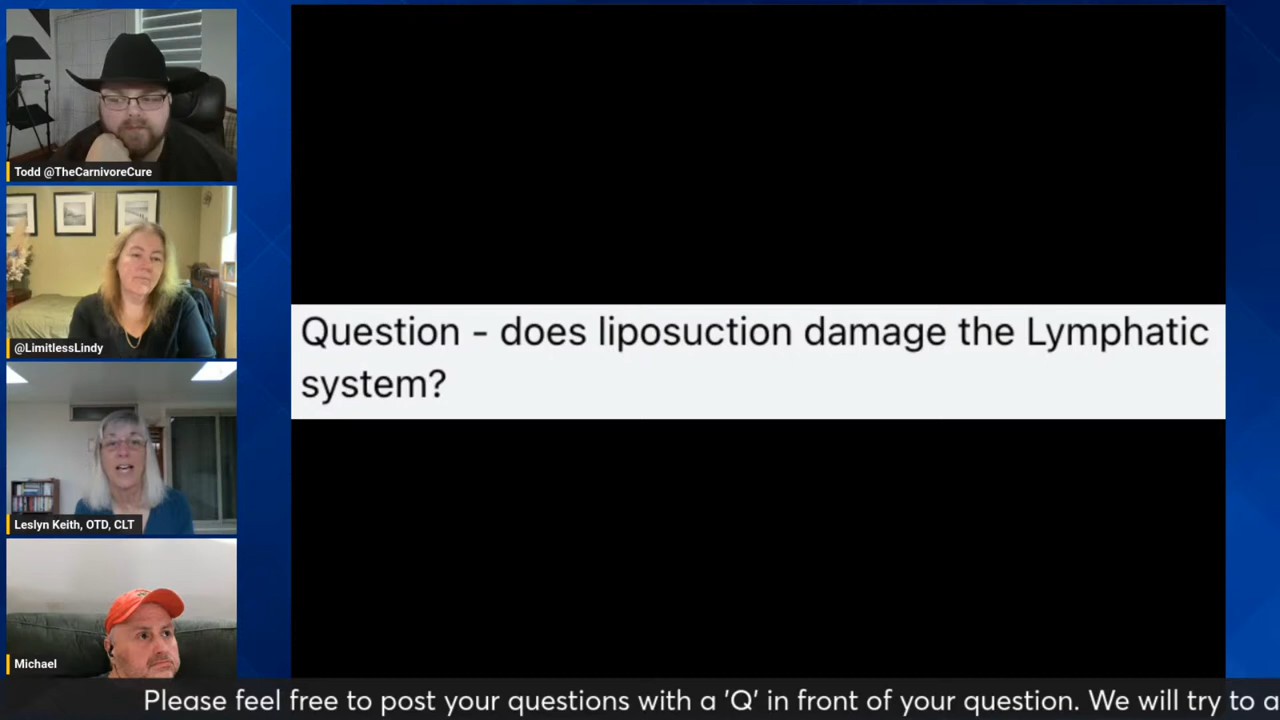 Todd @TheCarnivoreCure
@LimitlessLindy
Leslyn Keith, OTD, CLT
Michael
Question - does liposuction damage the Lymphatic
system?
Please feel free to post your questions with a 'Q' in front of your question. We will try to a